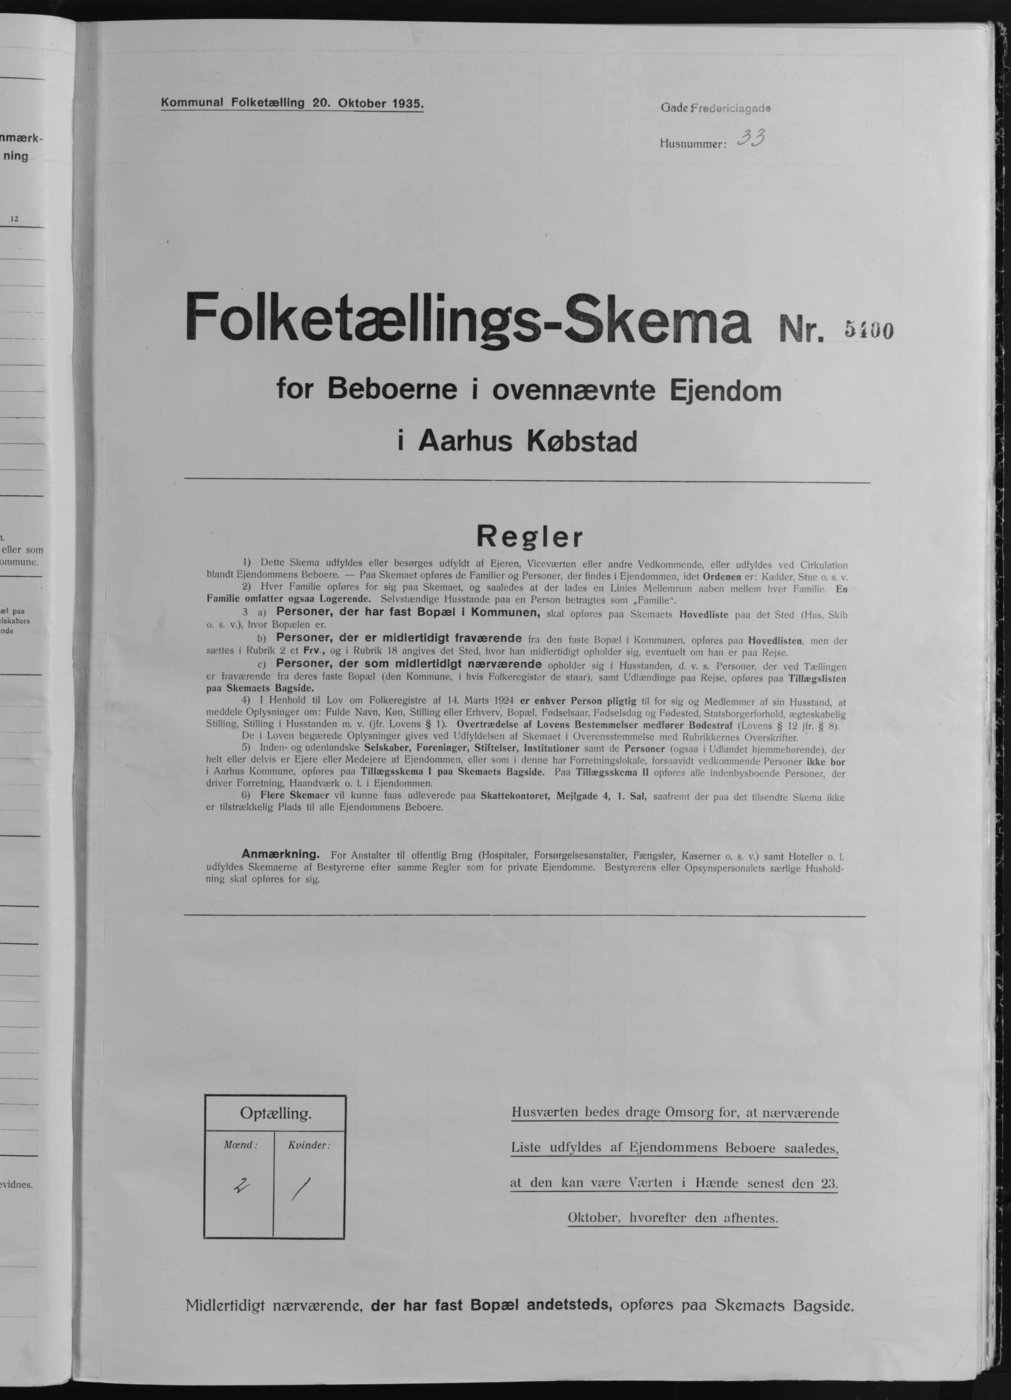 nmærk-
ning
12
eller som
ommune.
æl paa
elskabers
nde
evidnes.
Kommunal Folketælling 20. Oktober 1935.
Gade Fredericiagade
Husnummer: 33
Folketællings-Skema Nr. 5400
for Beboerne i ovennævnte Ejendom
i Aarhus Købstad
Regler
1) Dette Skema udfyldes eller besørges udfyldt af Ejeren, Viceværten eller andre Vedkommende, eller udfyldes ved Cirkulation
blandt Ejendommens Beboere. — Paa Skemaet opføres de Familier og Personer, der findes i Ejendommen, idet Ordenen er: Kælder, Stue o. s. v.
2) Hver Familie opføres for sig paa Skemaet, og saaledes at der lades en Linies Mellemrum aaben mellem hver Familie. En
Familie omfatter ogsaa Logerende. Selvstændige Husstande paa en Person betragtes som „Familie“.
3 a) Personer, der har fast Bopæl i Kommunen, skal opføres paa Skemaets Hovedliste paa det Sted (Hus, Skib
o. s. v.), hvor Bopælen er.
b) Personer, der er midlertidigt fraværende fra den faste Bopæl i Kommunen, opføres paa Hovedlisten, men der
sættes i Rubrik 2 et Frv., og i Rubrik 18 angives det Sted, hvor han midlertidigt opholder sig, eventuelt om han er paa Rejse.
c) Personer, der som midlertidigt nærværende opholder sig i Husstanden, d. v. s. Personer, der ved Tællingen
er fraværende fra deres faste Bopæl (den Kommune, i hvis Folkeregister de staar), samt Udlændinge paa Rejse, opføres paa Tillægslisten
paa Skemaets Bagside.
4) I Henhold til Lov om Folkeregistre af 14. Marts 1924 er enhver Person pligtig til for sig og Medlemmer af sin Husstand, at
meddele Oplysninger om: Fulde Navn, Køn, Stilling eller Erhverv, Bopæl, Fødselsaar, Fødselsdag og Fødested, Statsborgerforhold, ægteskabelig
Stilling, Stilling i Husstanden m. v. (jfr. Lovens § 1). Overtrædelse af Lovens Bestemmelser medfører Bødestraf (Lovens § 12 jfr. § 8).
De i Loven begærede Oplysninger gives ved Udfyldelsen af Skemaet i Overensstemmelse med Rubrikkernes Overskrifter.
5) Inden- og udenlandske Selskaber, Foreninger, Stiftelser, Institutioner samt de Personer (ogsaa i Udlandet hjemmehørende), der
helt eller delvis er Ejere eller Medejere af Ejendommen, eller som i denne har Forretningslokale, forsaavidt vedkommende Personer ikke bor
i Aarhus Kommune, opføres paa Tillægsskema I paa Skemaets Bagside. Paa Tillægsskema II opføres alle indenbysboende Personer, der
driver Forretning, Haandværk o. l. i Ejendommen.
6) Flere Skemaer vil kunne faas udleverede paa Skattekontoret, Mejlgade 4, 1. Sal, saafremt der paa det tilsendte Skema ikke
er tilstrækkelig Plads til alle Ejendommens Beboere.
Anmærkning. For Anstalter til offentlig Brug (Hospitaler, Forsørgelsesanstalter, Fængsler, Kaserner o. s. v.) samt Hoteller o. l.
udfyldes Skemaerne af Bestyrerne efter samme Regler som for private Ejendomme. Bestyrerens eller Opsynspersonalets særlige Hushold-
ning skal opføres for sig.
Optælling.
Mænd: Kvinder:
2 1
Husværten bedes drage Omsorg for, at nærværende
Liste udfyldes af Ejendommens Beboere saaledes,
at den kan være Værten i Hænde senest den 23.
Oktober, hvorefter den afhentes.
Midlertidigt nærværende, der har fast Bopæl andetsteds, opføres paa Skemaets Bagside.